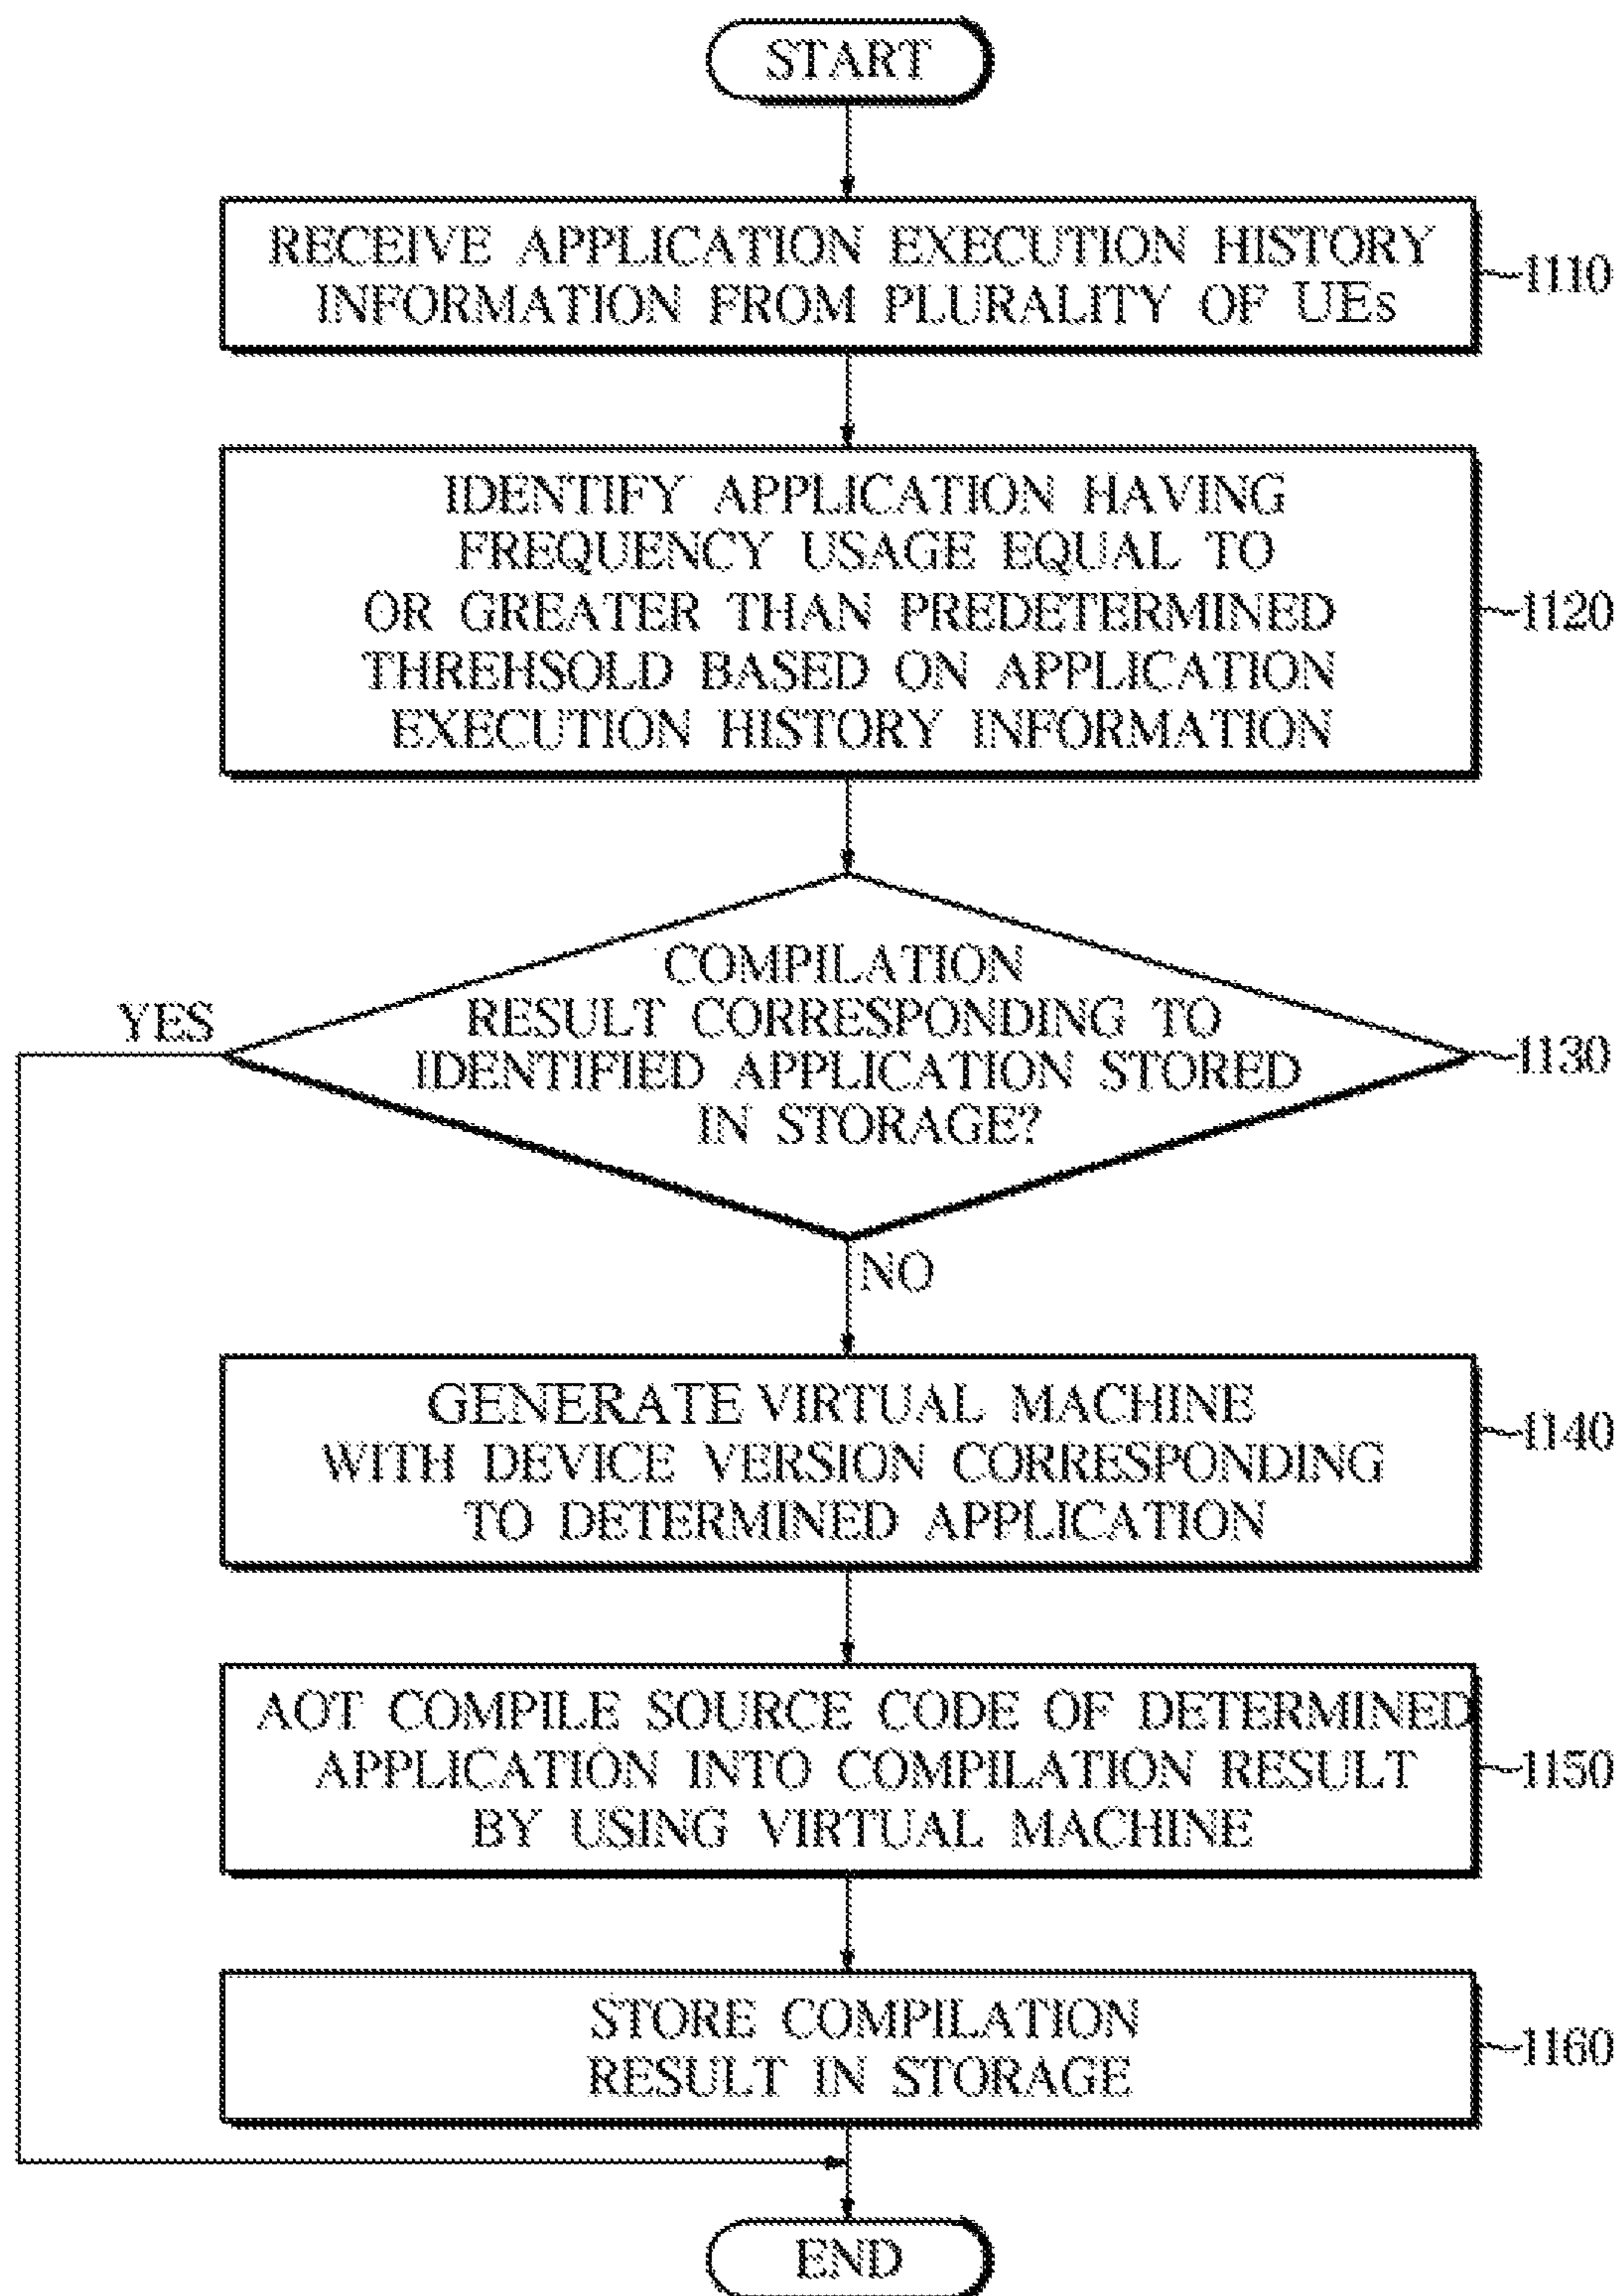 START
RECEIVE APPLICATION EXECUTION HISTORY
INFORMATION FROM PLURALITY OF UEs
1110
IDENTIFY APPLICATION HAVING
FREQUENCY USAGE EQUAL TO
OR GREATER THAN PREDETERMINED
THREHSOLD BASED ON APPLICATION
EXECUTION HISTORY INFORMATION
1120
COMPILATION
RESULT CORRESPONDING TO
IDENTIFIED APPLICATION STORED
IN STORAGE?
1130
YES
NO
GENERATE VIRTUAL MACHINE
WITH DEVICE VERSION CORRESPONDING
TO DETERMINED APPLICATION
1140
AOT COMPILE SOURCE CODE OF DETERMINED
APPLICATION INTO COMPILATION RESULT
BY USING VIRTUAL MACHINE
1150
STORE COMPILATION
RESULT IN STORAGE
1160
END